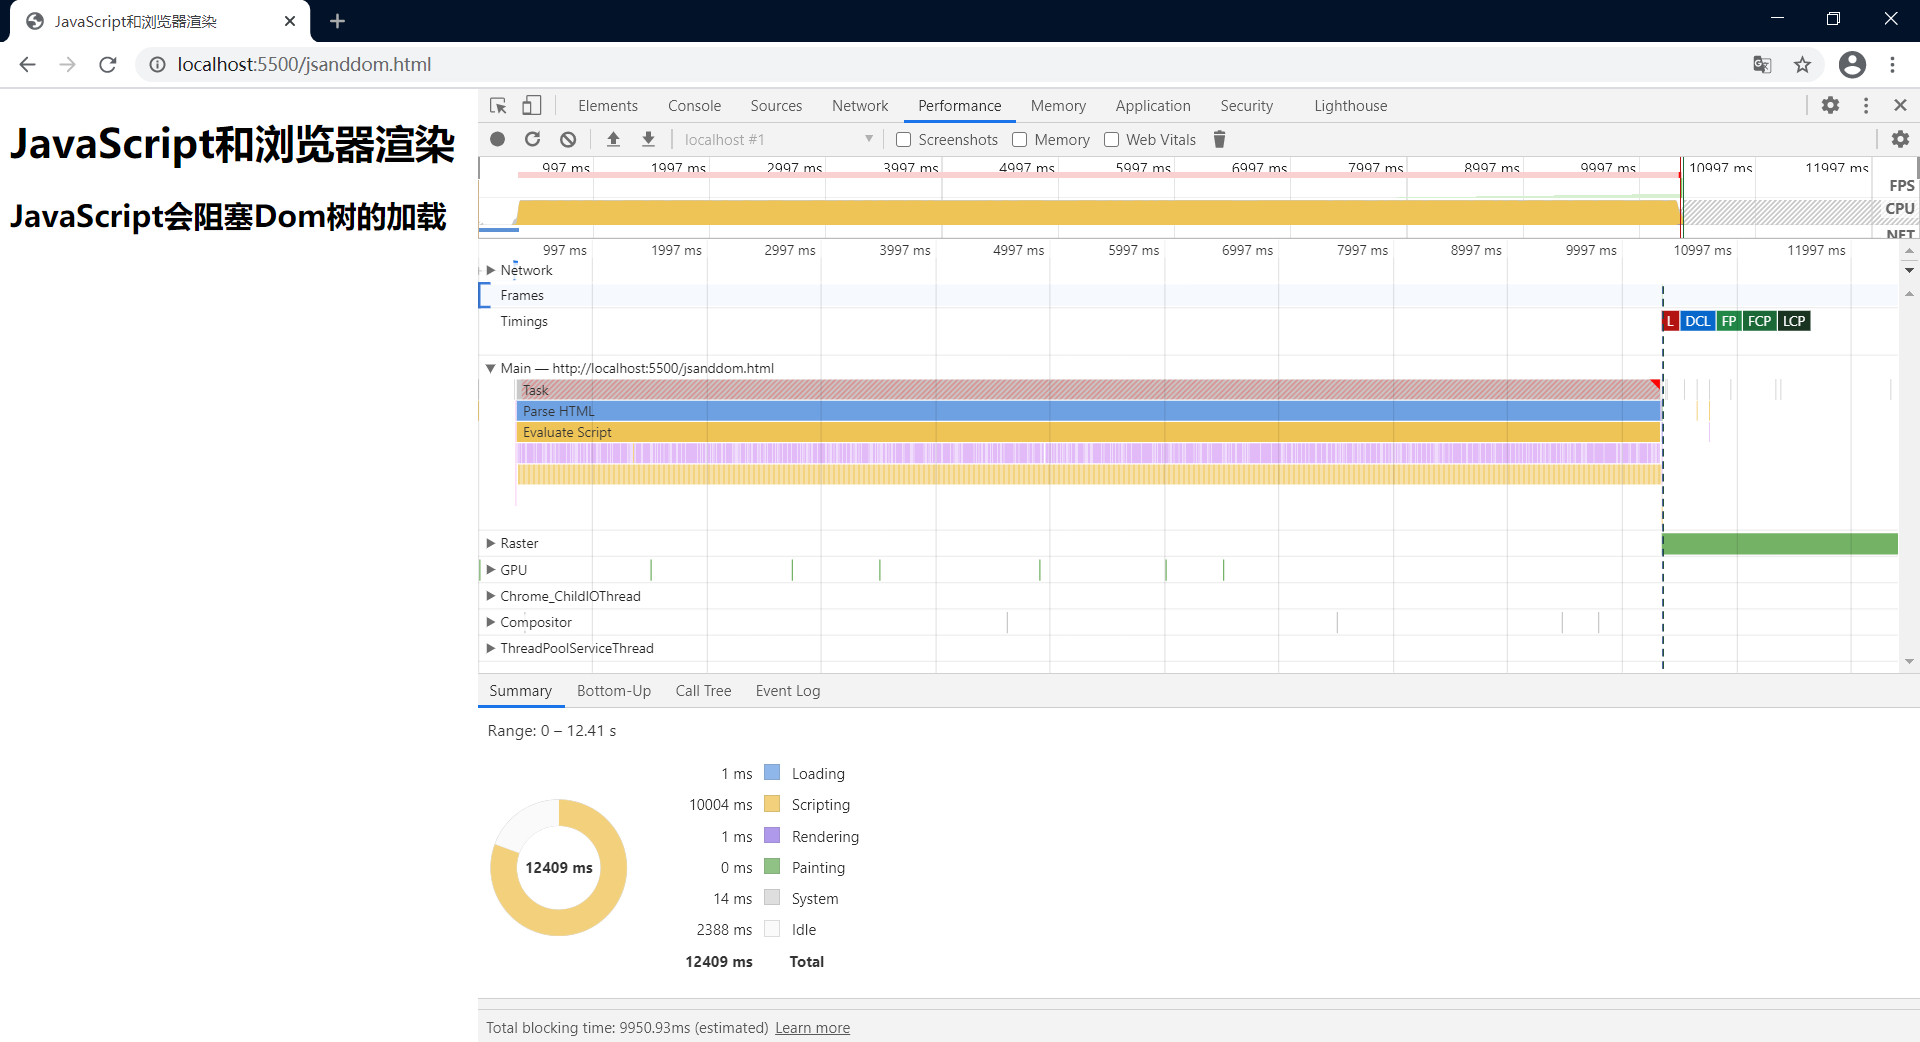 JavaScript和浏览器渲染
localhost:5500/jsanddom.html
JavaScript和浏览器渲染
JavaScript会阻塞Dom树的加载
Elements Console Sources Network Performance Memory Application Security Lighthouse
localhost #1 Screenshots Memory Web Vitals
997 ms 1997 ms 2997 ms 3997 ms 4997 ms 5997 ms 6997 ms 7997 ms 8997 ms 9997 ms 10997 ms 11997 ms
FPS
CPU
NET
997 ms 1997 ms 2997 ms 3997 ms 4997 ms 5997 ms 6997 ms 7997 ms 8997 ms 9997 ms 10997 ms 11997 ms
Network
Frames
Timings L DCL FP FCP LCP
Main — http://localhost:5500/jsanddom.html
Task
Parse HTML
Evaluate Script
Raster
GPU
Chrome_ChildIOThread
Compositor
ThreadPoolServiceThread
Summary Bottom-Up Call Tree Event Log
Range: 0 – 12.41 s
12409 ms
1 ms Loading
10004 ms Scripting
1 ms Rendering
0 ms Painting
14 ms System
2388 ms Idle
12409 ms Total
Total blocking time: 9950.93ms (estimated) Learn more